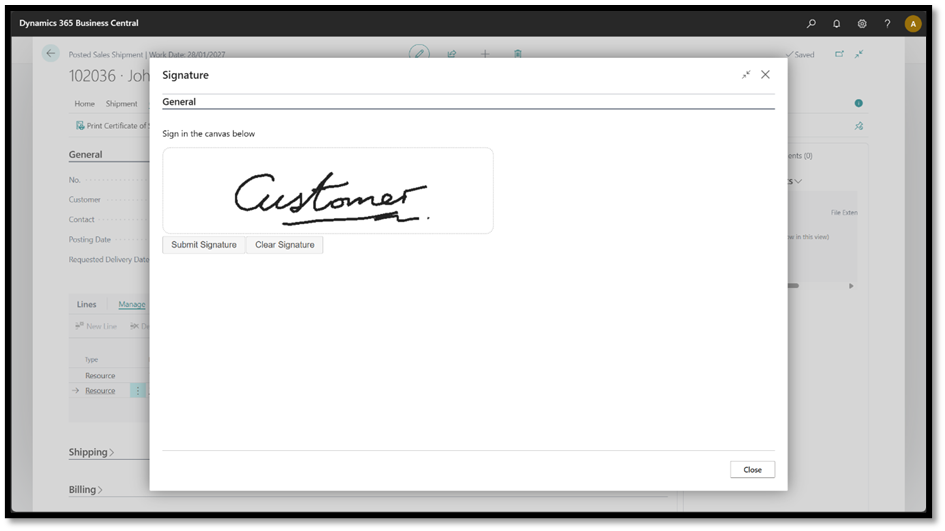 Dynamics 365 Business Central
Posted Sales Shipment | Work Date: 28/01/2027
Saved
102036 · Joh
Signature
Home Shipment
General
Print Certificate of
Sign in the canvas below
General
No.
Customer
Contact
Posting Date
Requested Delivery Date
Customer.
Submit Signature Clear Signature
ents (0)
File Exten
ow in this view)
Lines Manage
New Line De
Type
Resource
Resource
Shipping
Billing
Close
A